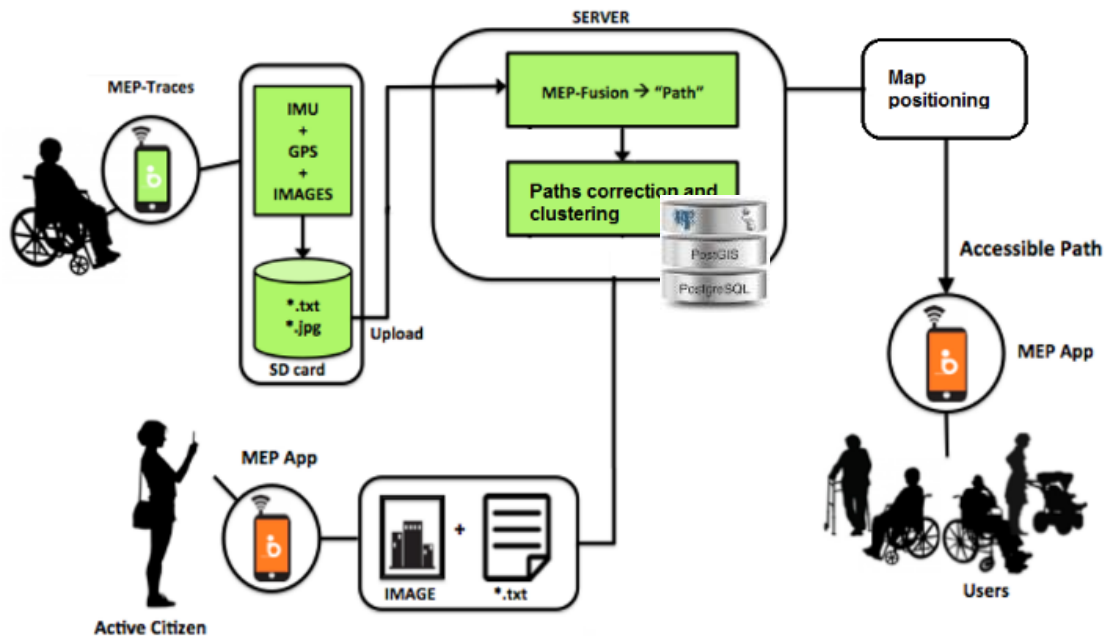 SERVER
MEP-Traces
IMU
+
GPS
+
IMAGES
*.txt
*.jpg
SD card
Upload
MEP-Fusion → "Path"
Paths correction and
clustering
PostGIS
PostgreSQL
Map
positioning
Accessible Path
MEP App
Users
MEP App
+
IMAGE
*.txt
Active Citizen